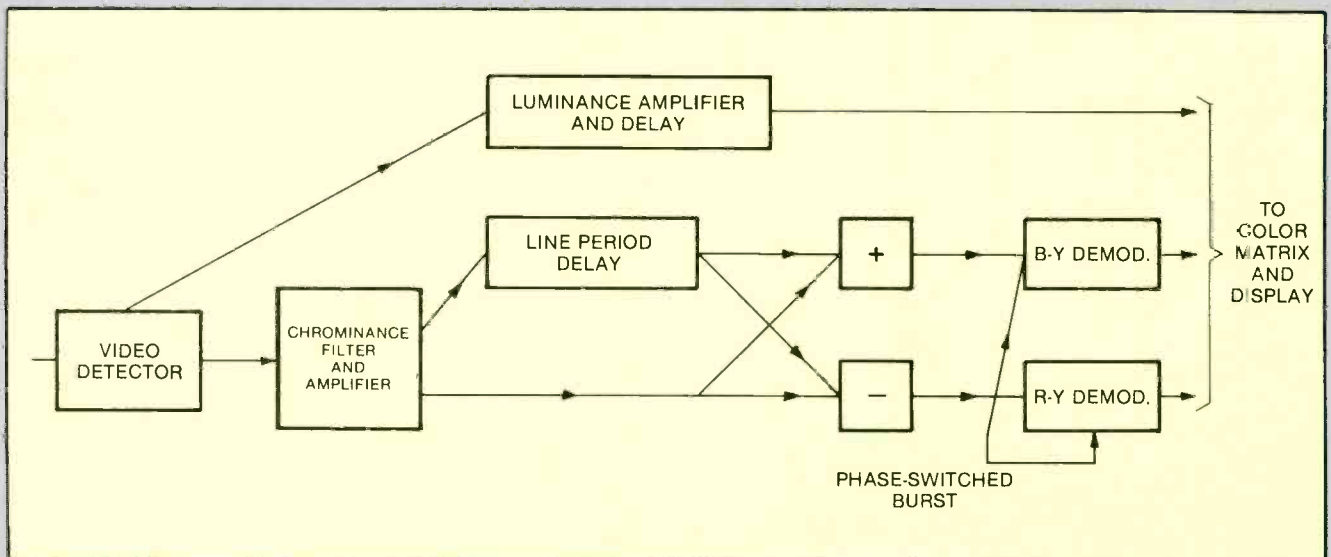 LUMINANCE AMPLIFIER
AND DELAY
LINE PERIOD
DELAY
+
B-Y DEMOD.
TO
COLOR
MATRIX
AND
DISPLAY
VIDEO
DETECTOR
CHROMINANCE
FILTER
AND
AMPLIFIER
−
R-Y DEMOD.
PHASE-SWITCHED
BURST